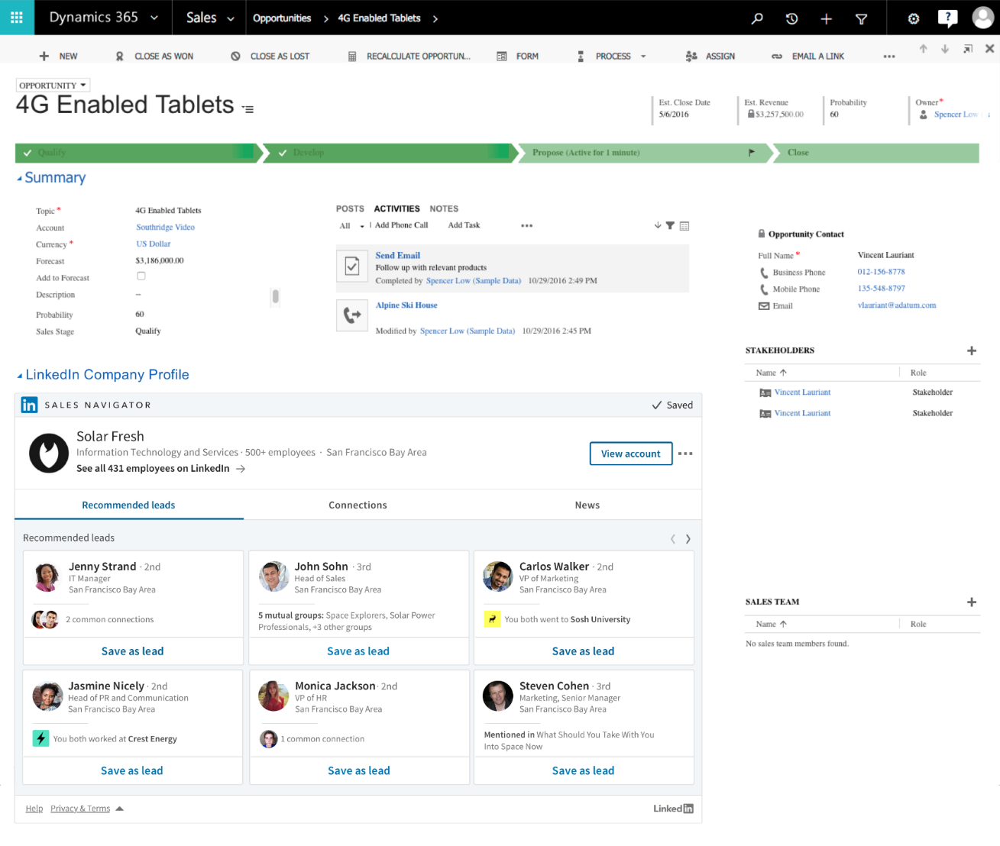 Dynamics 365 Sales Opportunities > 4G Enabled Tablets >
NEW CLOSE AS WON CLOSE AS LOST RECALCULATE OPPORTUN... FORM PROCESS ASSIGN EMAIL A LINK ...
OPPORTUNITY
4G Enabled Tablets
Est. Close Date
5/6/2016
Est. Revenue
$3,257,500.00
Probability
60
Owner*
Spencer Low
Qualify Develop Propose (Active for 1 minute) Close
Summary
Topic* 4G Enabled Tablets
Account Southridge Video
Currency* US Dollar
Forecast $3,186,000.00
Add to Forecast
Description --
Probability 60
Sales Stage Qualify
POSTS ACTIVITIES NOTES
All Add Phone Call Add Task ...
Send Email
Follow up with relevant products
Completed by Spencer Low (Sample Data) 10/29/2016 2:49 PM
Alpine Ski House
Modified by Spencer Low (Sample Data) 10/29/2016 2:45 PM
Opportunity Contact
Full Name* Vincent Lauriant
Business Phone 012-156-8778
Mobile Phone 135-548-8797
Email vlauriant@adatum.com
STAKEHOLDERS
Name Role
Vincent Lauriant Stakeholder
Vincent Lauriant Stakeholder
SALES TEAM
Name Role
No sales team members found.
LinkedIn Company Profile
in SALES NAVIGATOR Saved
Solar Fresh
Information Technology and Services · 500+ employees · San Francisco Bay Area
See all 431 employees on LinkedIn
View account
Recommended leads Connections News
Recommended leads
Jenny Strand · 2nd
IT Manager
San Francisco Bay Area
2 common connections
Save as lead
John Sohn · 3rd
Head of Sales
San Francisco Bay Area
5 mutual groups: Space Explorers, Solar Power
Professionals, +3 other groups
Save as lead
Carlos Walker · 2nd
VP of Marketing
San Francisco Bay Area
You both went to Sosh University
Save as lead
Jasmine Nicely · 2nd
Head of PR and Communication
San Francisco Bay Area
You both worked at Crest Energy
Save as lead
Monica Jackson · 2nd
VP of HR
San Francisco Bay Area
1 common connection
Save as lead
Steven Cohen · 3rd
Marketing, Senior Manager
San Francisco Bay Area
Mentioned in What Should You Take With You
Into Space Now
Save as lead
Help Privacy & Terms
Linked in